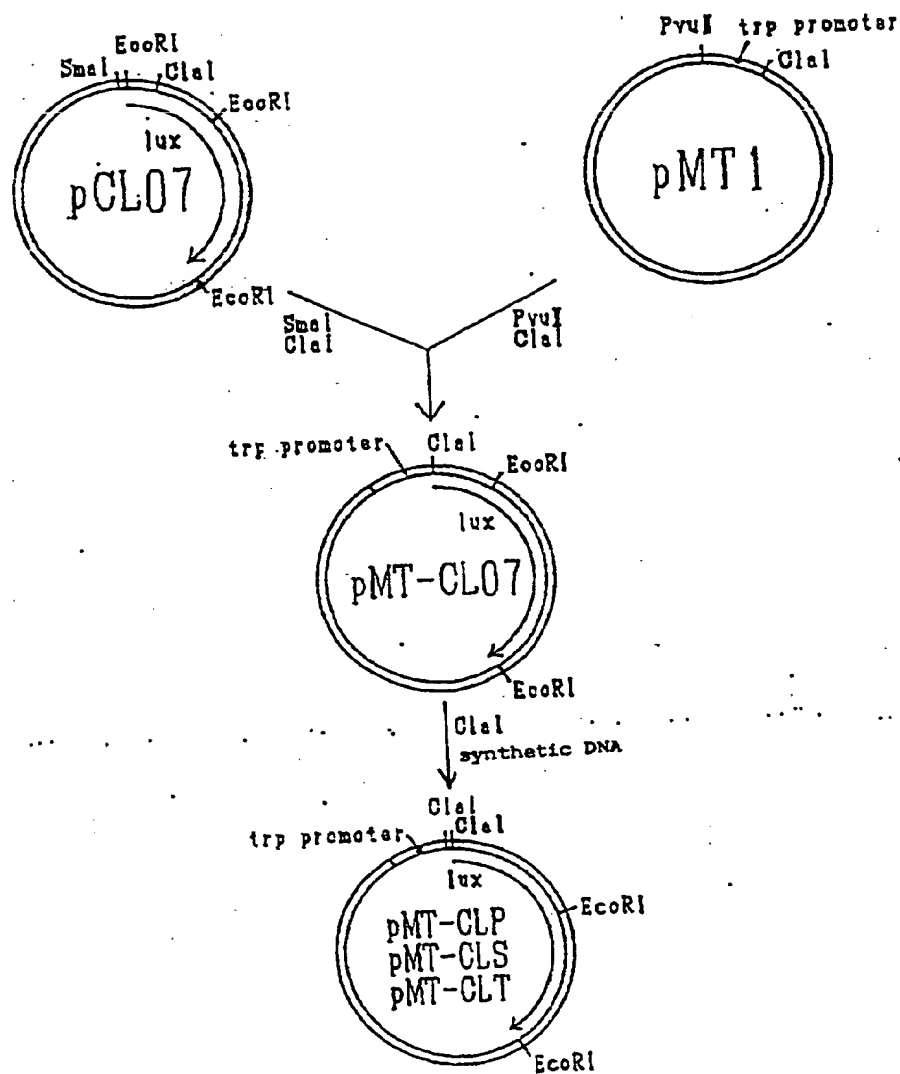 EcoRI
SmaI
ClaI
EcoRI
lux
pCL07
EcoRI
PvuII trp promoter
ClaI
pMT1
SmaI
ClaI
PvuII
ClaI
trp promoter
ClaI
EcoRI
lux
pMT-CL07
EcoRI
ClaI
synthetic DNA
ClaI
ClaI
trp promoter
lux
EcoRI
pMT-CLP
pMT-CLS
pMT-CLT
EcoRI